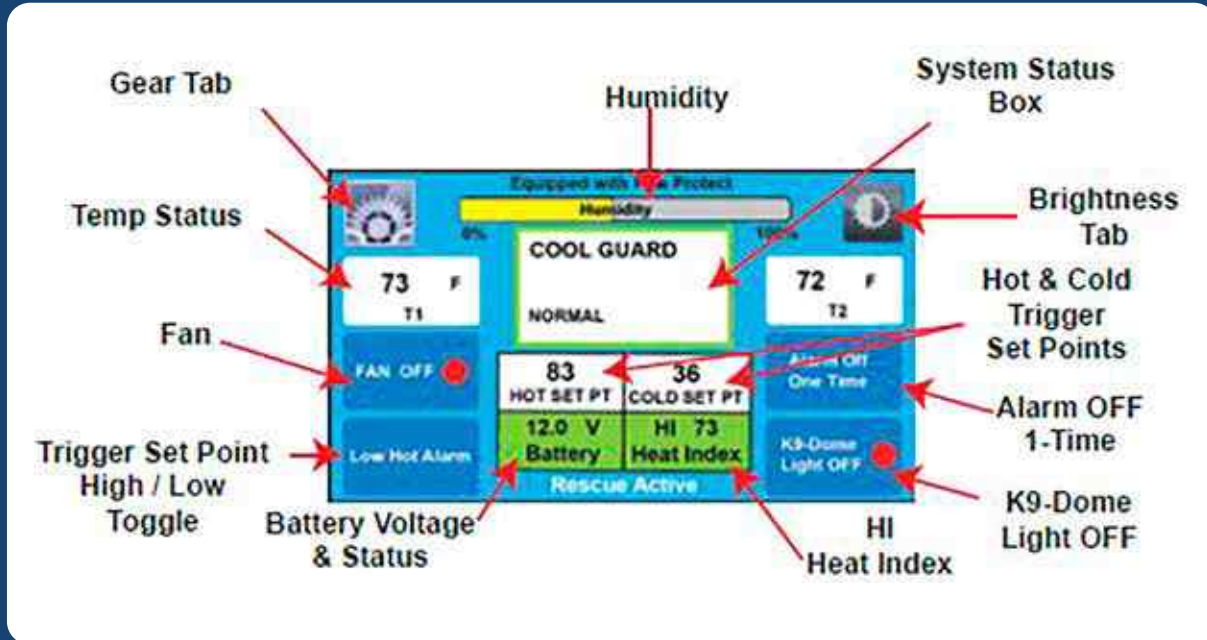 Gear Tab
Humidity
System Status
Box
Temp Status
Brightness
Tab
Hot & Cold
Trigger
Set Points
Fan
Alarm OFF
1-Time
Trigger Set Point
High / Low
Toggle
Battery Voltage
& Status
HI
Heat Index
K9-Dome
Light OFF
Equipped with Protect
Humidity
0%
100%
COOL GUARD
NORMAL
73 F
T1
72 F
T2
FAN OFF
83
HOT SET PT
36
COLD SET PT
Alarm Off
One Time
Low Hot Alarm
12.0 V
Battery
HI 73
Heat Index
K9-Dome
Light OFF
Rescue Active